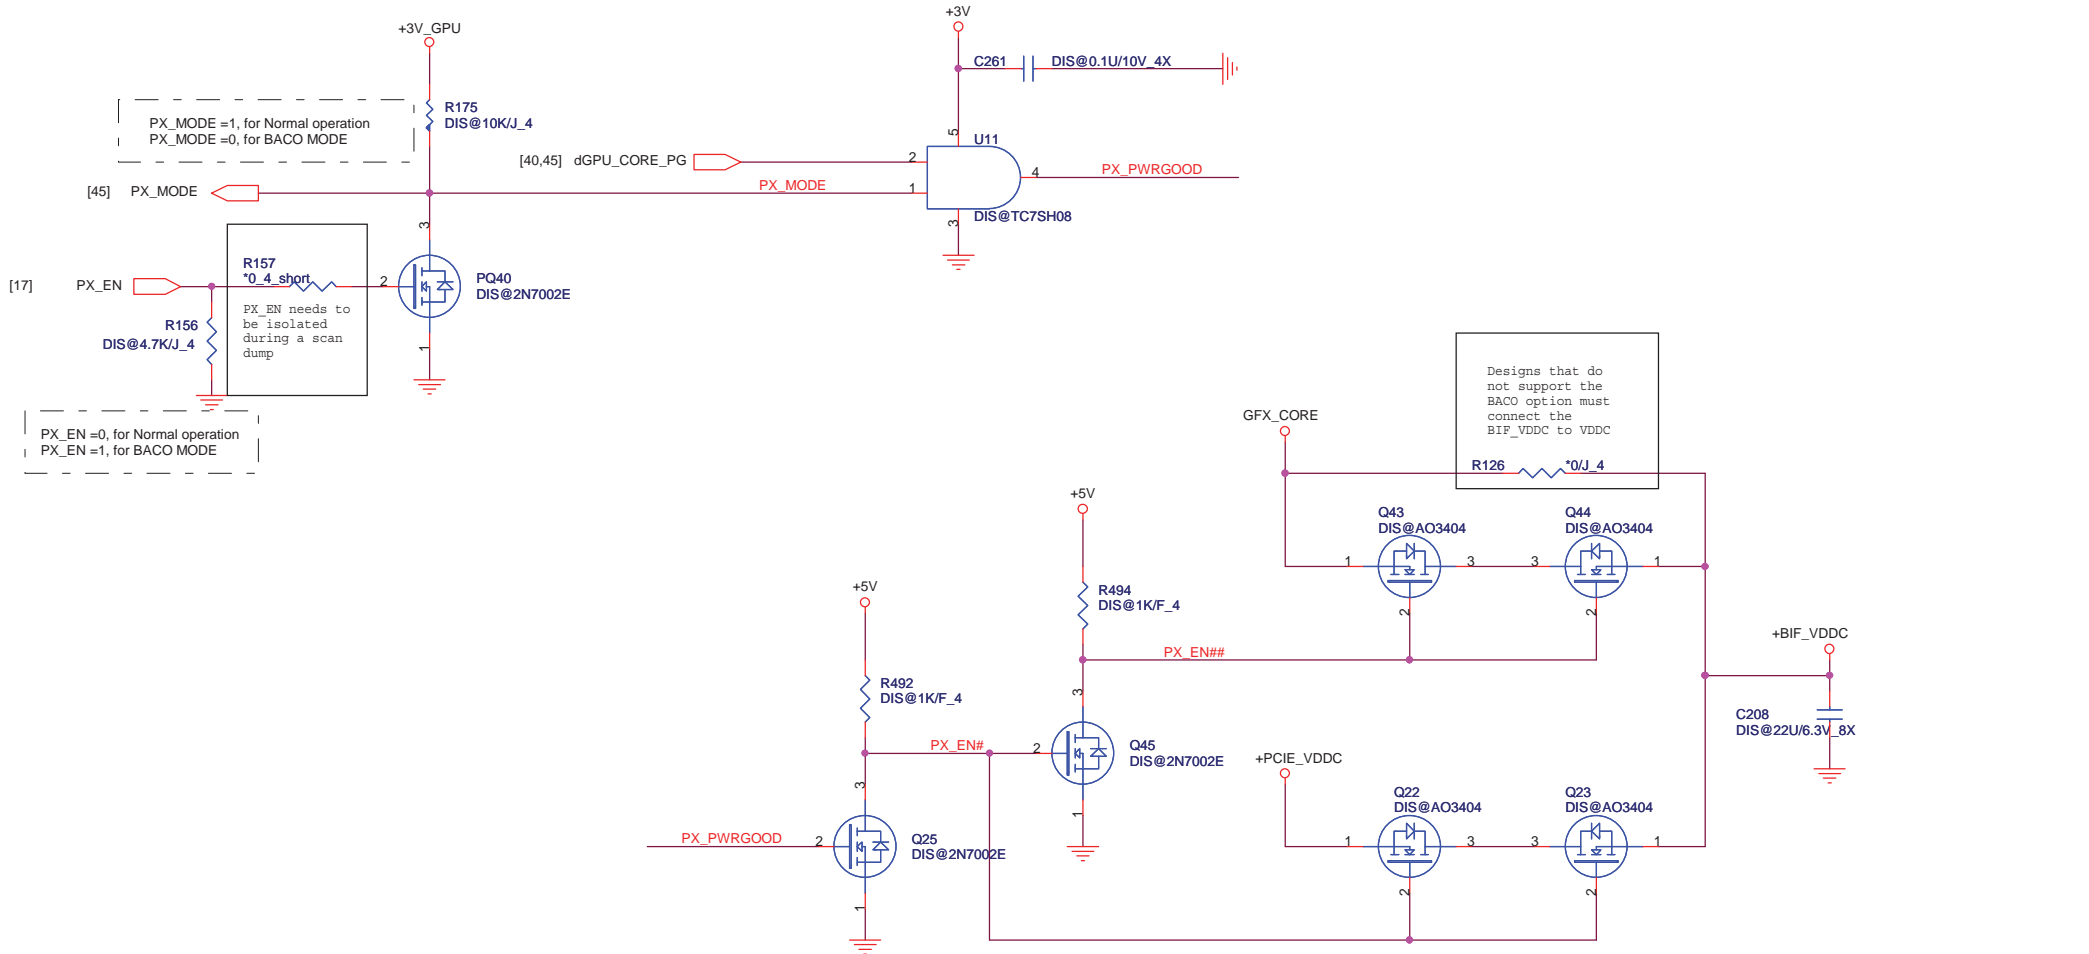 +3V_GPU
+3V
C261
DIS@0.1U/10V_4X
R175
DIS@10K/J_4
PX_MODE =1, for Normal operation
PX_MODE =0, for BACO MODE
5
U11
[40,45] dGPU_CORE_PG
2
4
PX_PWRGOOD
[45] PX_MODE
PX_MODE
1
3
DIS@TC7SH08
3
R157
*0_4_short
[17] PX_EN
2
PQ40
DIS@2N7002E
PX_EN needs to
be isolated
during a scan
dump
R156
DIS@4.7K/J_4
1
PX_EN =0, for Normal operation
PX_EN =1, for BACO MODE
Designs that do
not support the
BACO option must
connect the
BIF_VDDC to VDDC
GFX_CORE
R126
*0/J_4
+5V
Q43
DIS@AO3404
Q44
DIS@AO3404
1
3
3
1
2
2
+5V
R494
DIS@1K/F_4
+BIF_VDDC
PX_EN##
R492
DIS@1K/F_4
3
C208
DIS@22U/6.3V_8X
PX_EN#
2
Q45
DIS@2N7002E
+PCIE_VDDC
3
1
Q22
DIS@AO3404
Q23
DIS@AO3404
PX_PWRGOOD
2
Q25
DIS@2N7002E
1
3
3
1
2
2
1